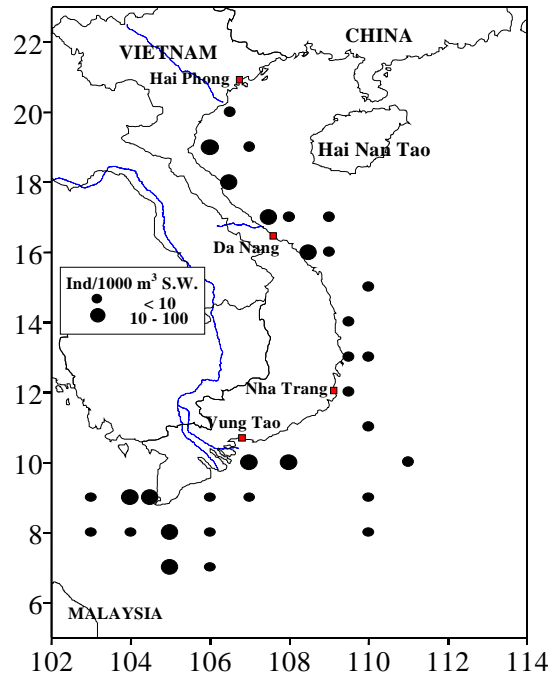 22
20
18
16
14
12
10
8
6
CHINA
VIETNAM
Hai Phong
Hai Nan Tao
Da Nang
Ind/1000 m³ S.W.
< 10
10 - 100
Nha Trang
Vung Tao
MALAYSIA
102 104 106 108 110 112 114